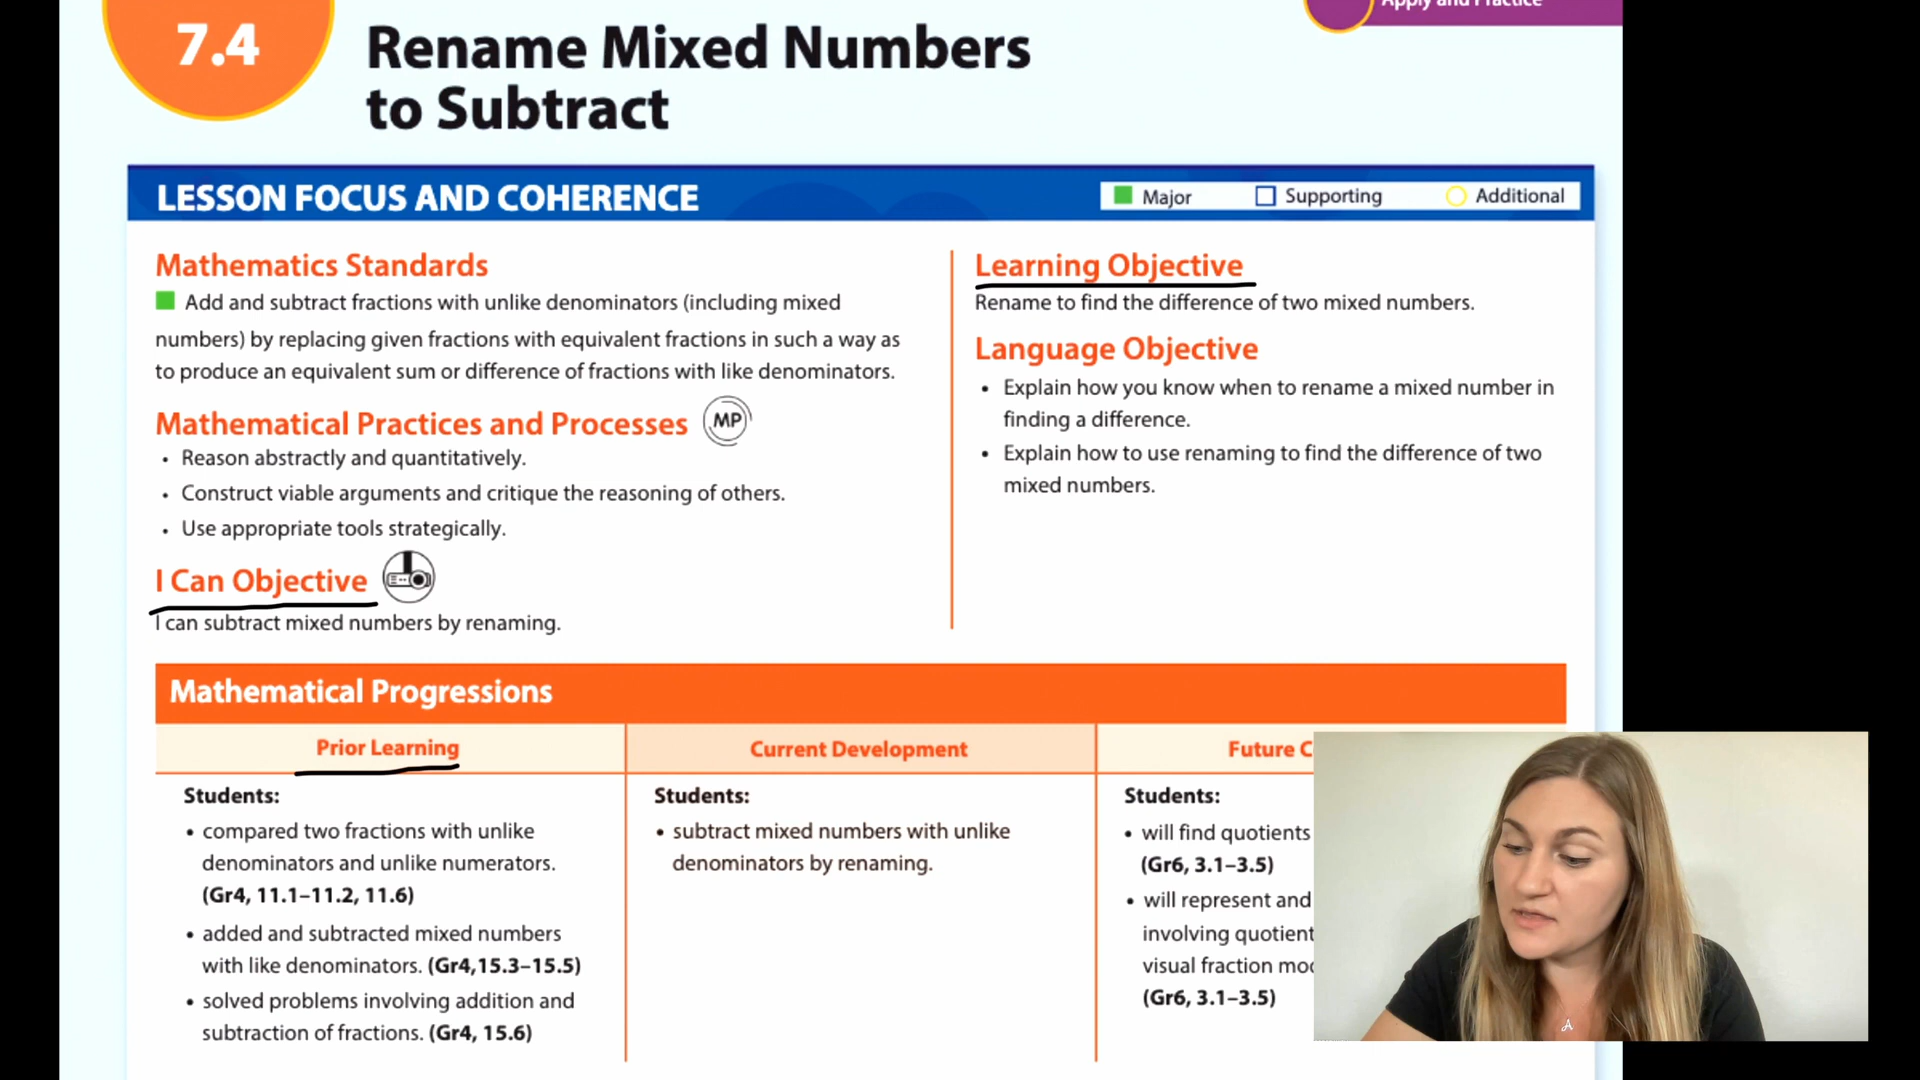 Apply and Practice
7.4
Rename Mixed Numbers
to Subtract
LESSON FOCUS AND COHERENCE
Major
Supporting
Additional
Mathematics Standards
Add and subtract fractions with unlike denominators (including mixed
numbers) by replacing given fractions with equivalent fractions in such a way as
to produce an equivalent sum or difference of fractions with like denominators.
Mathematical Practices and Processes MP
• Reason abstractly and quantitatively.
• Construct viable arguments and critique the reasoning of others.
• Use appropriate tools strategically.
I Can Objective
I can subtract mixed numbers by renaming.
Learning Objective
Rename to find the difference of two mixed numbers.
Language Objective
• Explain how you know when to rename a mixed number in
finding a difference.
• Explain how to use renaming to find the difference of two
mixed numbers.
Mathematical Progressions
Prior Learning
Students:
• compared two fractions with unlike
denominators and unlike numerators.
(Gr4, 11.1–11.2, 11.6)
• added and subtracted mixed numbers
with like denominators. (Gr4,15.3–15.5)
• solved problems involving addition and
subtraction of fractions. (Gr4, 15.6)
Current Development
Students:
• subtract mixed numbers with unlike
denominators by renaming.
Future C
Students:
• will find quotients
(Gr6, 3.1–3.5)
• will represent and
involving quotient
visual fraction mo
(Gr6, 3.1–3.5)
A